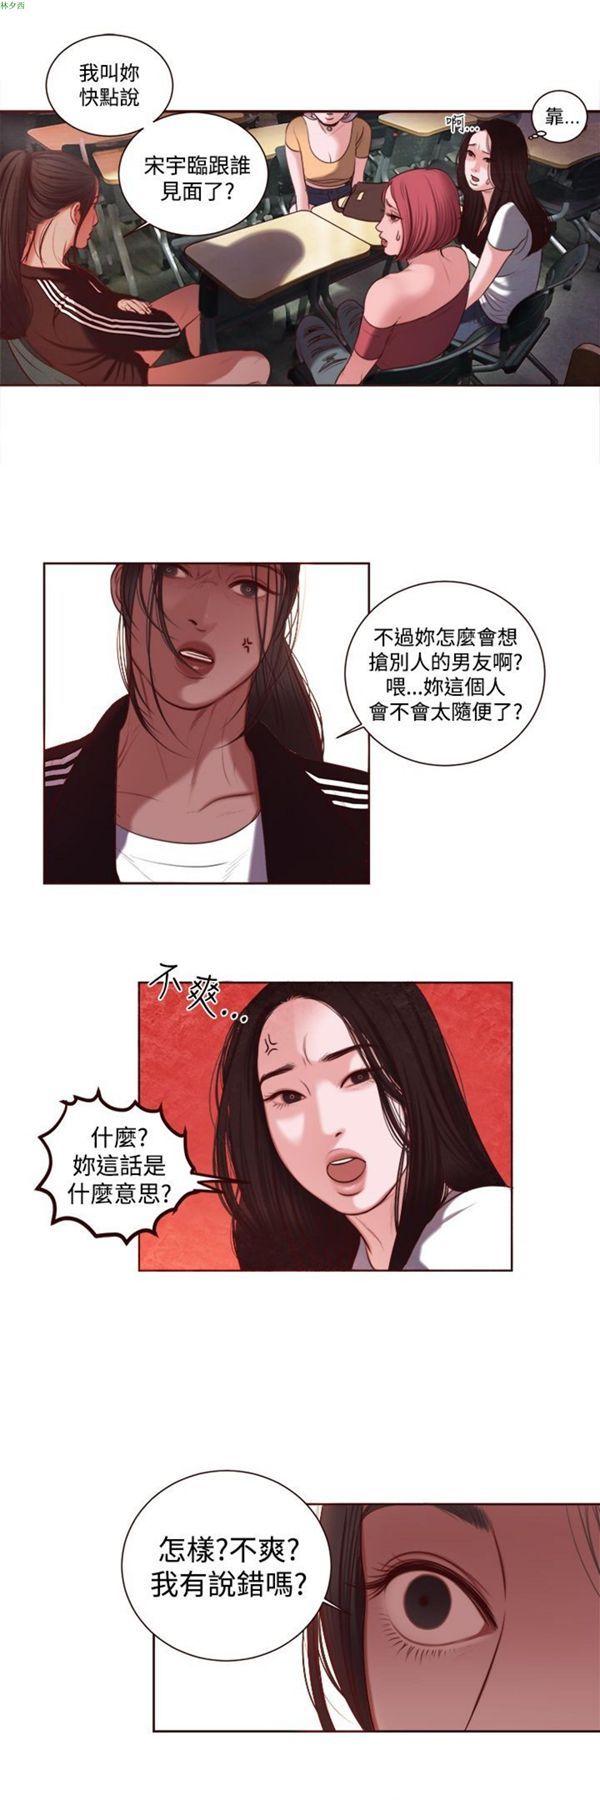 林夕西
我叫妳
快點說
宋宇臨跟誰
見面了?
啊...
靠...
不過妳怎麼會想
搶別人的男友啊?
喂...妳這個人
會不會太隨便了?
不爽...
什麼?
妳這話是
什麼意思?
怎樣?不爽?
我有說錯嗎?